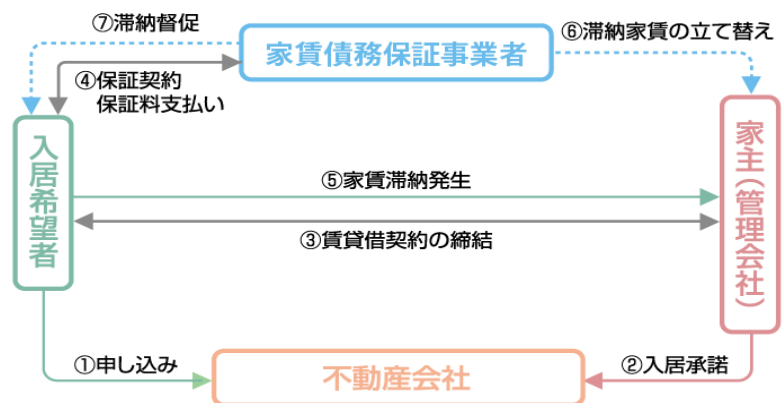 ⑦滞納督促
家賃債務保証事業者
⑥滞納家賃の立て替え
④保証契約
保証料支払い
入居希望者
家主(管理会社)
⑤家賃滞納発生
③賃貸借契約の締結
①申し込み
不動産会社
②入居承諾